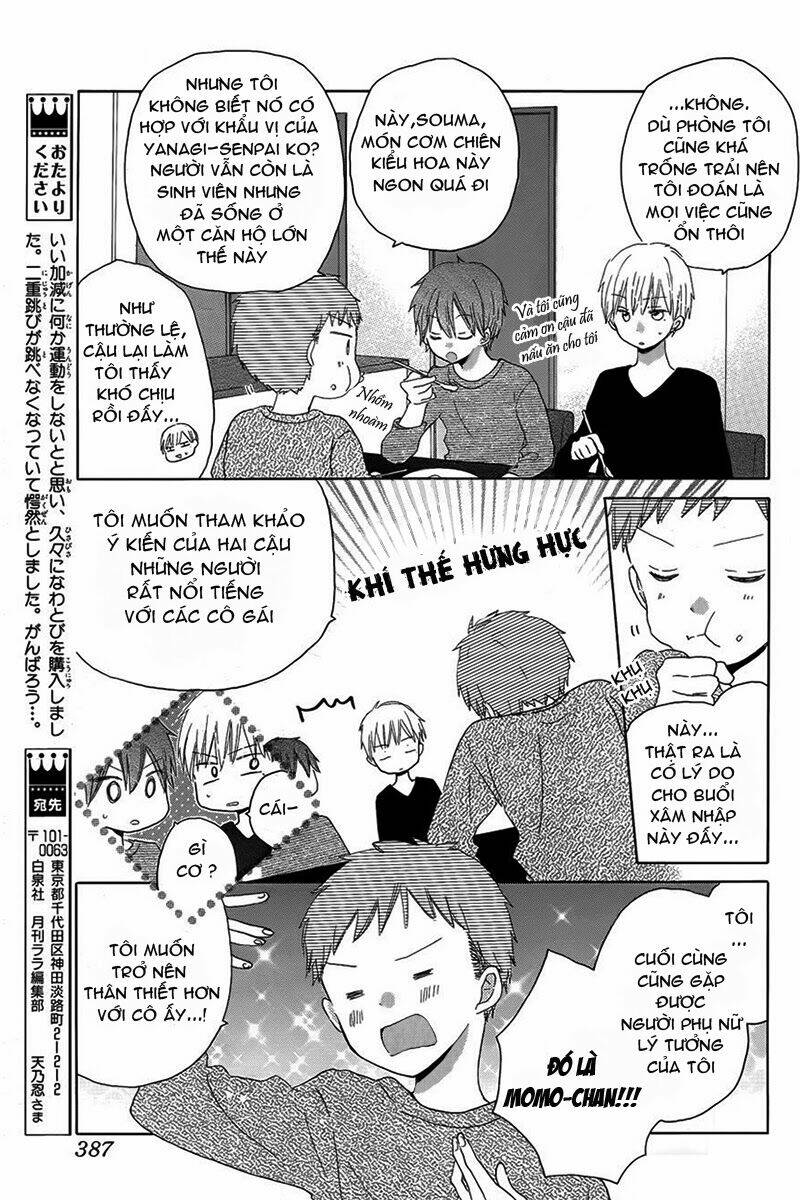 ...KHÔNG.
DÙ PHÒNG TÔI
CŨNG KHÁ
TRỐNG TRẢI NÊN
TÔI ĐOÁN LÀ
MỌI VIỆC CŨNG
ỔN THÔI
NÀY,SOUMA,
MÓN CƠM CHIÊN
KIỂU HOA NÀY
NGON QUÁ ĐI
Và tôi cũng
cảm ơn cậu đã
nấu ăn cho tôi
NHƯNG TÔI
KHÔNG BIẾT NÓ CÓ
HỢP VỚI KHẨU VỊ CỦA
YANAGI-SENPAI KO?
NGƯỜI VẪN CÒN LÀ
SINH VIÊN NHƯNG
ĐÃ SỐNG Ở
MỘT CĂN HỘ LỚN
THẾ NÀY
Nhồm
nhoàm
NHƯ
THƯỜNG LỆ,
CẬU LẠI LÀM
TÔI THẤY
KHÓ CHỊU
RỒI ĐẤY...
KHỤ
KHỤ
NÀY...
THẬT RA LÀ
CÓ LÝ DO
CHO BUỔI
XÂM NHẬP
NÀY ĐẤY...
KHÍ THẾ HỪNG HỰC
TÔI MUỐN THAM KHẢO
Ý KIẾN CỦA HAI CẬU
NHỮNG NGƯỜI
RẤT NỔI TIẾNG
VỚI CÁC CÔ GÁI
CÁI-
GÌ
CƠ ?
TÔI
...
CUỐI CÙNG
CŨNG GẶP
ĐƯỢC
NGƯỜI PHỤ NỮ
LÝ TƯỞNG
CỦA TÔI
ĐÓ LÀ
MOMO-CHAN!!!
TÔI MUỐN
TRỞ NÊN
THÂN THIẾT HƠN
VỚI CÔ ẤY...!
おたより
ください
いい加減に何か運動をしないとと思い、久々になわとびを購入しまし
た。二重跳びが跳べなくなっていて愕然としました。がんばろう…。
宛先
〒101-
0063
東京都千代田区神田淡路町2-2-2
白泉社 月刊ララ編集部 天乃忍さま
387